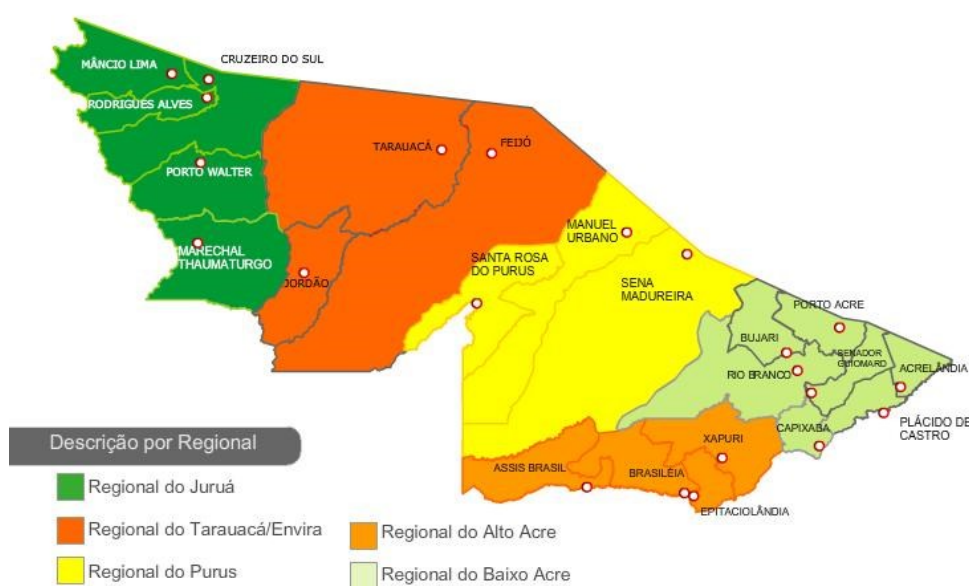 CRUZEIRO DO SUL
MÂNCIO LIMA
RODRIGUES ALVES
PORTO WALTER
MARECHAL
THAUMATURGO
TARAUACÁ
FEIJÓ
JORDÃO
MANUEL
URBANO
SANTA ROSA
DO PURUS
SENA
MADUREIRA
PORTO ACRE
BUJARI
SENADOR
GUIOMARD
RIO BRANCO
ACRELÂNDIA
PLÁCIDO DE
CASTRO
CAPIXABA
XAPURI
ASSIS BRASIL
BRASILÉIA
EPITACIOLÂNDIA
Descrição por Regional
Regional do Juruá
Regional do Tarauacá/Envira
Regional do Purus
Regional do Alto Acre
Regional do Baixo Acre